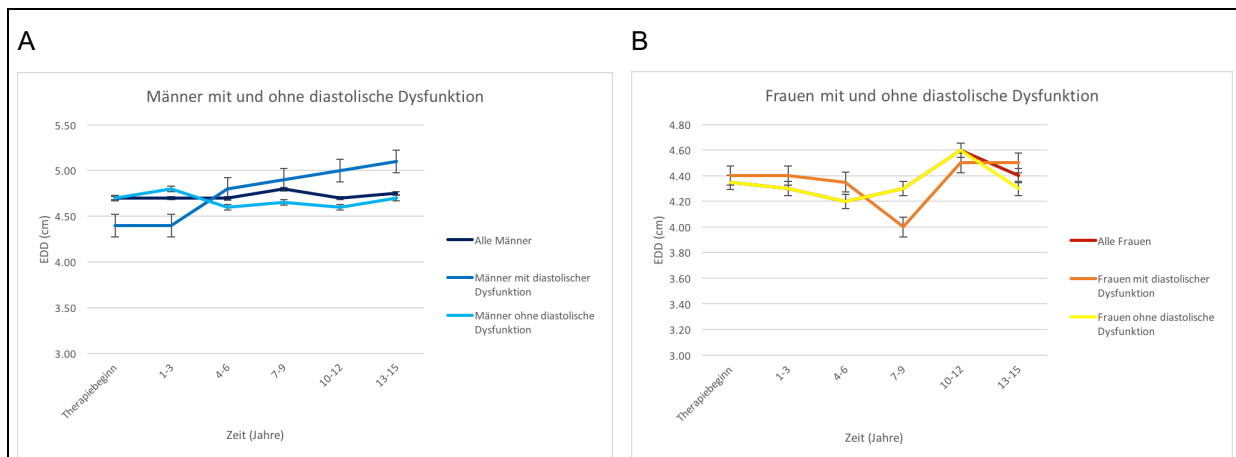 A
Männer mit und ohne diastolische Dysfunktion
5.50
5.00
4.50
4.00
3.50
3.00
EDD (cm)
Therapiebeginn
1-3
4-6
7-9
10-12
13-15
Zeit (Jahre)
Alle Männer
Männer mit diastolischer
Dysfunktion
Männer ohne diastolische
Dysfunktion
B
Frauen mit und ohne diastolische Dysfunktion
4.80
4.60
4.40
4.20
4.00
3.80
3.60
3.40
3.20
3.00
EDD (cm)
Therapiebeginn
1-3
4-6
7-9
10-12
13-15
Zeit (Jahre)
Alle Frauen
Frauen mit diastolischer
Dysfunktion
Frauen ohne diastolische
Dysfunktion